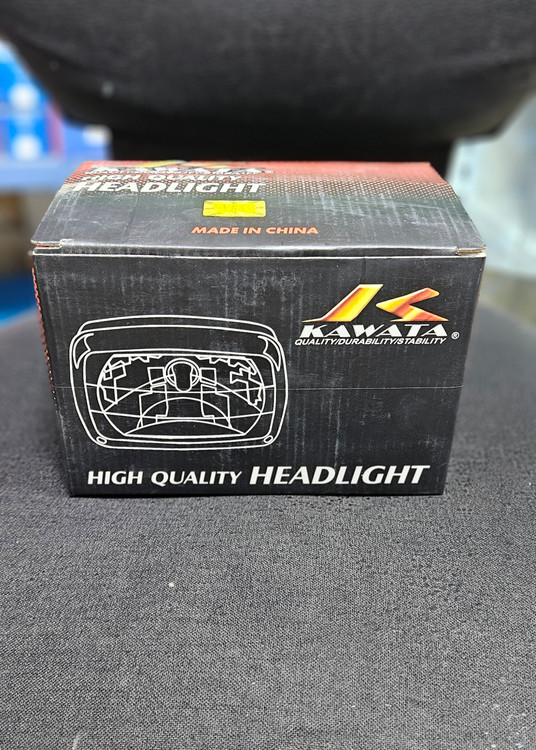 HIGH QUALITY
HEADLIGHT
MADE IN CHINA
KAWATA®
QUALITY/DURABILITY/STABILITY
HIGH QUALITY HEADLIGHT